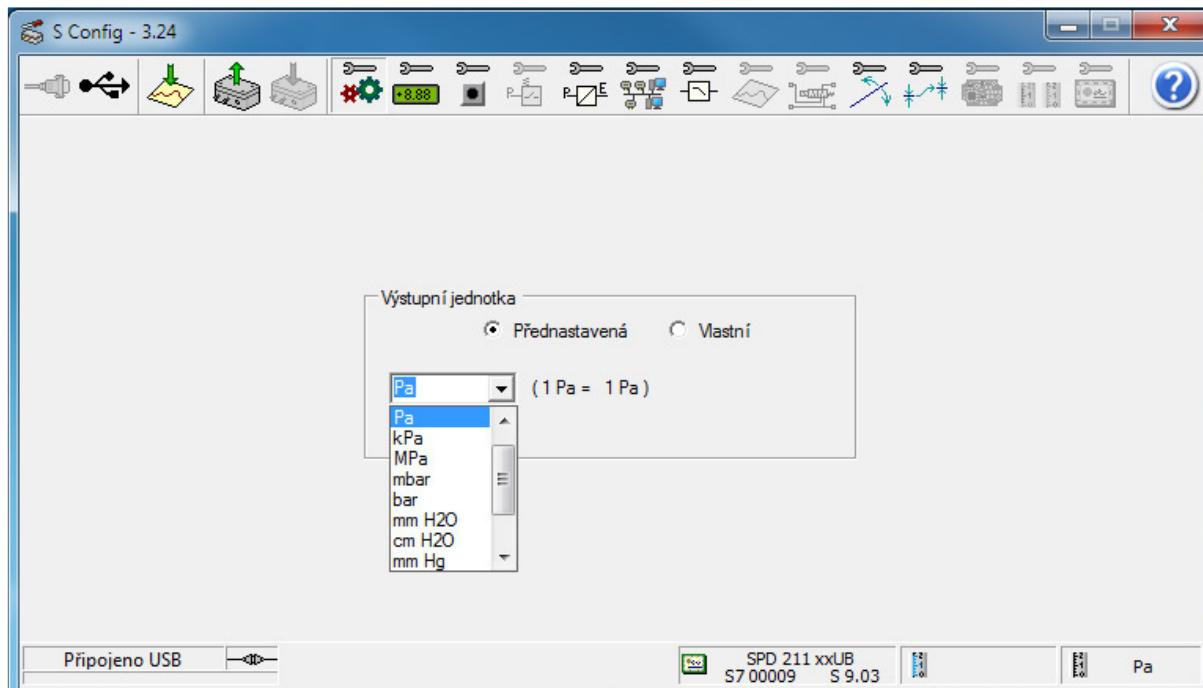 S Config - 3.24
+8.88
P
P E
?
Výstupní jednotka
Přednastavená
Vlastní
Pa
( 1 Pa = 1 Pa )
Pa
kPa
MPa
mbar
bar
mm H2O
cm H2O
mm Hg
Připojeno USB
SPD 211 xxUB
S7 00009 S 9.03
Pa